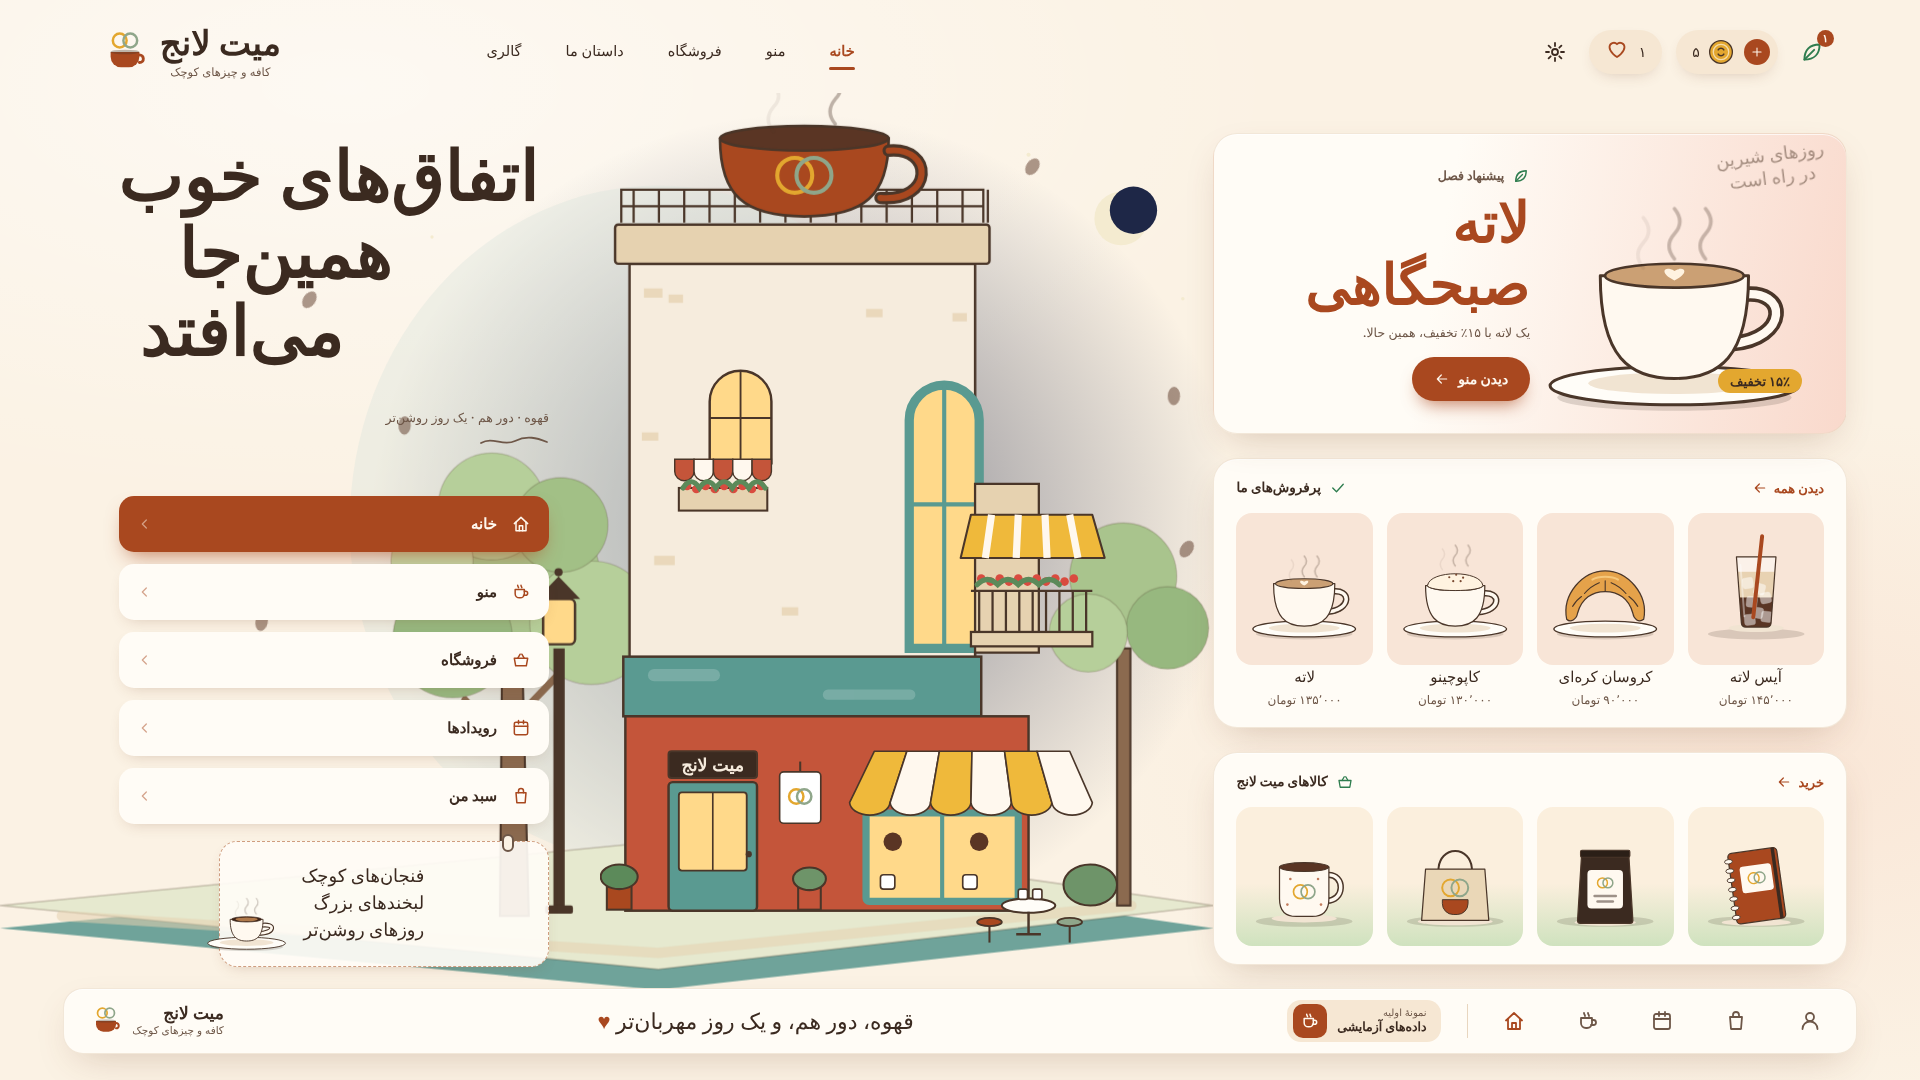 میت لانج
کافه و چیزهای کوچک
خانه
منو
فروشگاه
داستان ما
گالری
۱
۵
۱
اتفاق‌های خوب
همین‌جا
می‌افتد
قهوه · دور هم · یک روز روشن‌تر
خانه
منو
فروشگاه
رویدادها
سبد من
فنجان‌های کوچک
لبخندهای بزرگ
روزهای روشن‌تر
میت لانج
روزهای شیرین
در راه است
پیشنهاد فصل
لاته
صبحگاهی
یک لاته با ۱۵٪ تخفیف، همین حالا.
دیدن منو
۱۵٪ تخفیف
پرفروش‌های ما
دیدن همه
لاته
۱۳۵٬۰۰۰ تومان
کاپوچینو
۱۳۰٬۰۰۰ تومان
کروسان کره‌ای
۹۰٬۰۰۰ تومان
آیس لاته
۱۴۵٬۰۰۰ تومان
کالاهای میت لانج
خرید
میت لانج
کافه و چیزهای کوچک
قهوه، دور هم، و یک روز مهربان‌تر ♥
نمونهٔ اولیه
داده‌های آزمایشی